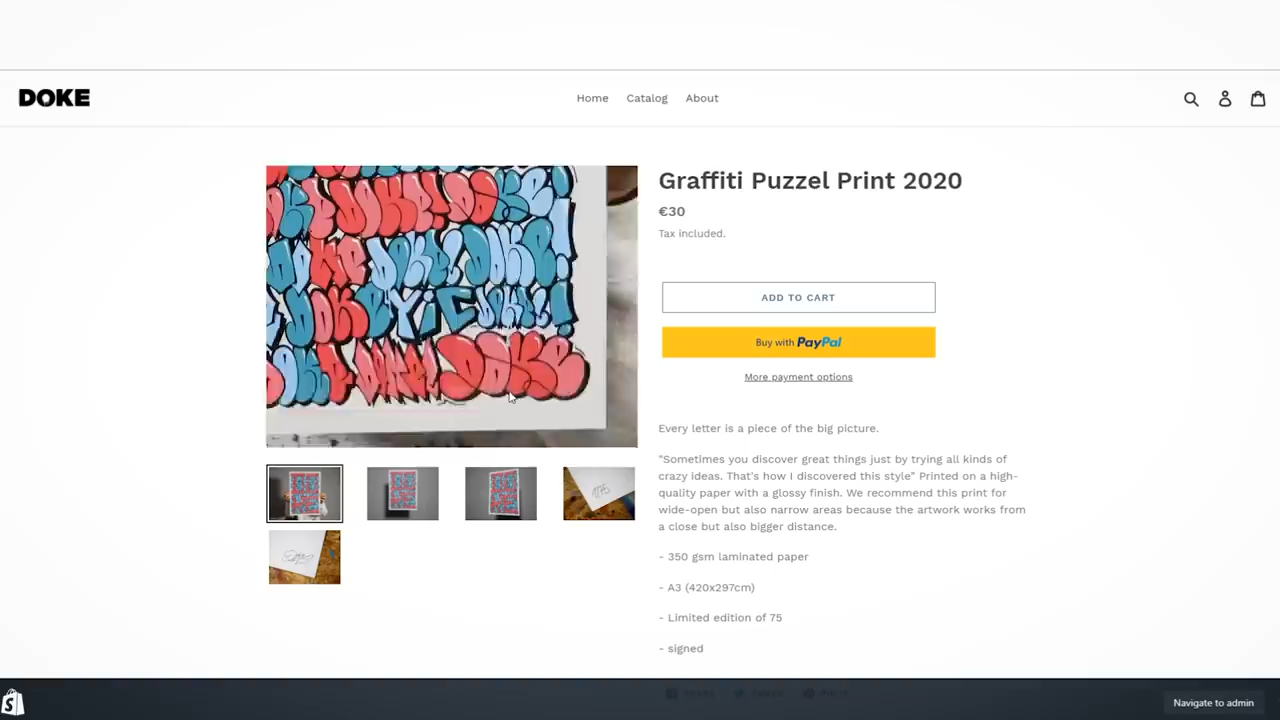 DOKE
Home
Catalog
About
Graffiti Puzzel Print 2020
€30
Tax included.
ADD TO CART
Buy with PayPal
More payment options
Every letter is a piece of the big picture.
"Sometimes you discover great things just by trying all kinds of
crazy ideas. That's how I discovered this style" Printed on a high-
quality paper with a glossy finish. We recommend this print for
wide-open but also narrow areas because the artwork works from
a close but also bigger distance.
- 350 gsm laminated paper
- A3 (420x297cm)
- Limited edition of 75
- signed
Navigate to admin